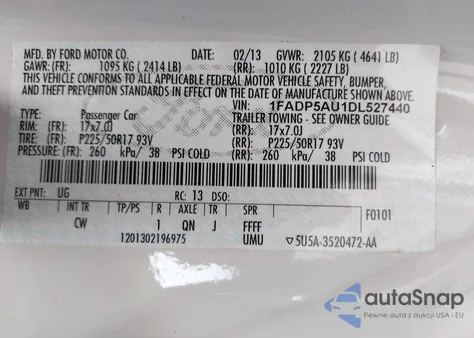 MFD. BY FORD MOTOR CO. DATE: 02/13 GVWR: 2105 KG ( 4641 LB)
GAWR: (FR): 1095 KG ( 2414 LB) (RR): 1010 KG ( 2227 LB)
THIS VEHICLE CONFORMS TO ALL APPLICABLE FEDERAL MOTOR VEHICLE SAFETY, BUMPER,
AND THEFT PREVENTION STANDARDS IN EFFECT ON THE DATE OF MANUFACTURE SHOWN ABOVE.
VIN: 1FADP5AU1DL527440
TYPE: Passenger Car TRAILER TOWING - SEE OWNER GUIDE
RIM: (FR) 17x7.0J (RR): 17x7.0J
TIRE: (FR) P225/50R17 93V P225/50R17 93V
PRESSURE: (FR) 260 kPa/ 38 PSI COLD (RR) 260 kPa/ 38 PSI COLD
EXT PNT: UG RC: 13 DSO:
WB INT TR TP/PS R AXLE TR SPR F0101
CW 1 QN J FFFF
1201302196975 UMU 5U5A-3520472-AA
autoSnap
Pewne auta z USA - EU